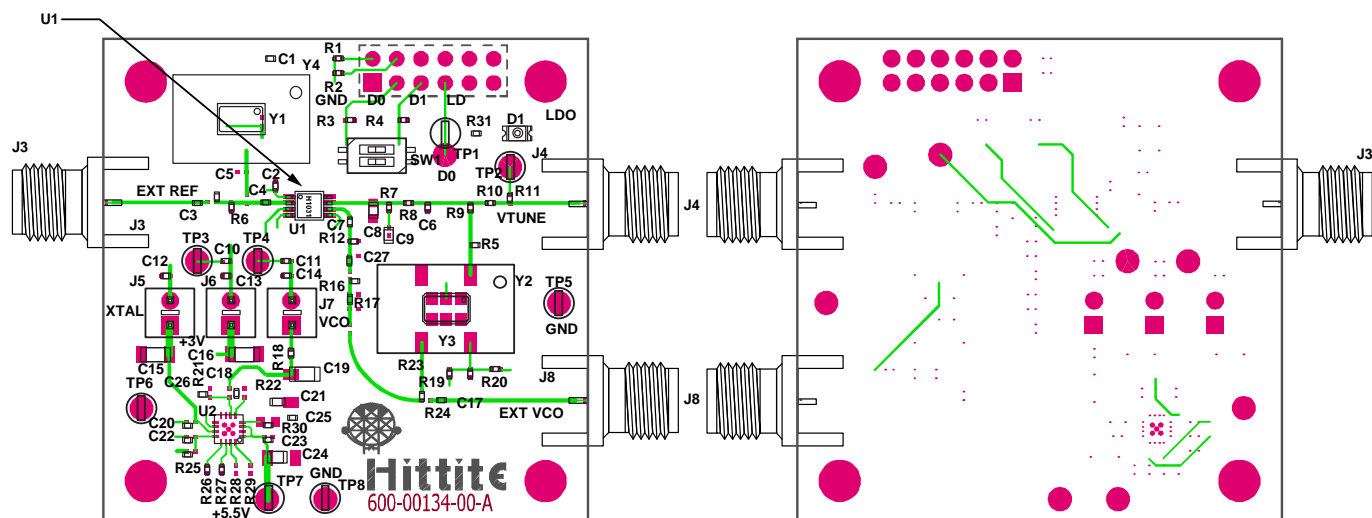 U1
R1
C1
Y4
R2
GND
D0
D1
LD
LDO
Y1
R3
R4
R31
D1
SW1
TP1
J4
J3
C2
C5
D0
TP2
EXT REF
C4
R7
R10
R11
C3
R6
H1031
C7
R8
C6
R9
VTUNE
J4
J3
U1
C8
C9
TP3
C10
TP4
R12
R5
C12
C11
C27
J5
J6
C13
C14
R16
Y2
TP5
XTAL
J7
R17
VCO
GND
+3V
Y3
C15
C16
R21
R18
R23
TP6
C26
C18
R22
C19
R19
R20
J8
U2
C21
R24
C17
EXT VCO
J8
C20
C25
C22
R30
C23
R25
C24
Hittite
GND
R26
R27
R28
R29
TP7
TP8
600-00134-00-A
+5.5V
J3